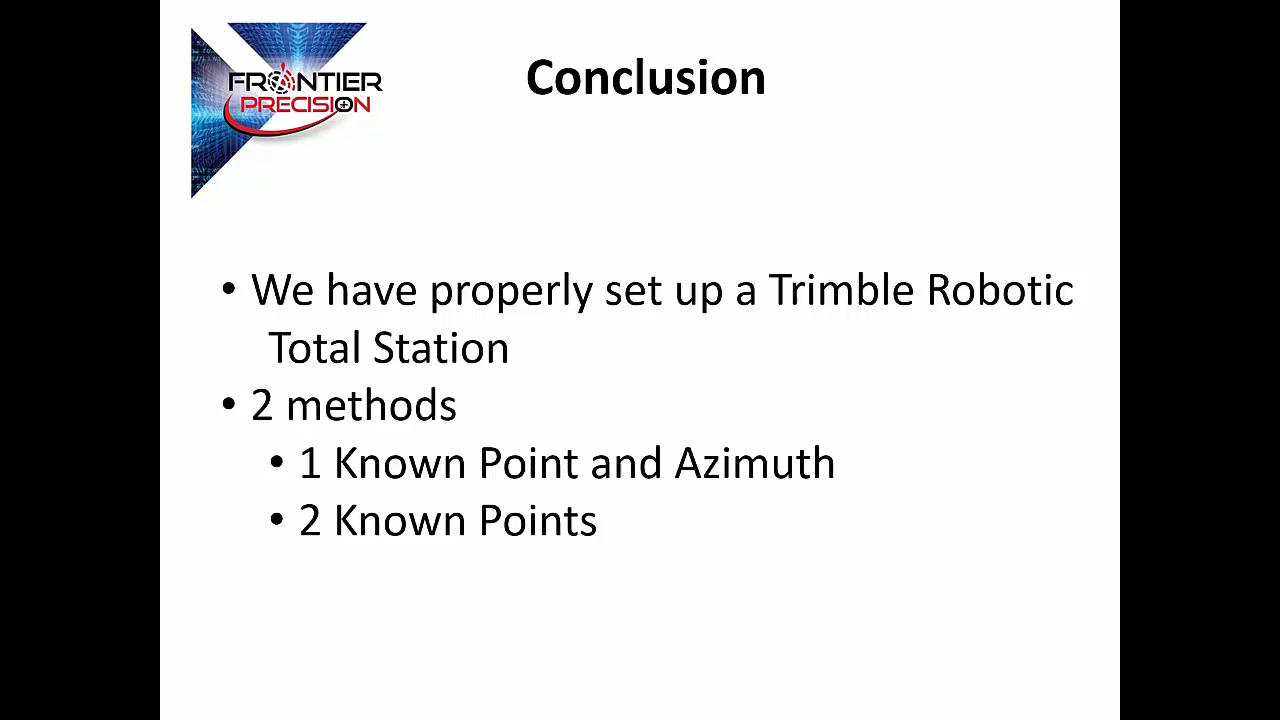 FRONTIER
PRECISION
Conclusion
• We have properly set up a Trimble Robotic
Total Station
• 2 methods
• 1 Known Point and Azimuth
• 2 Known Points